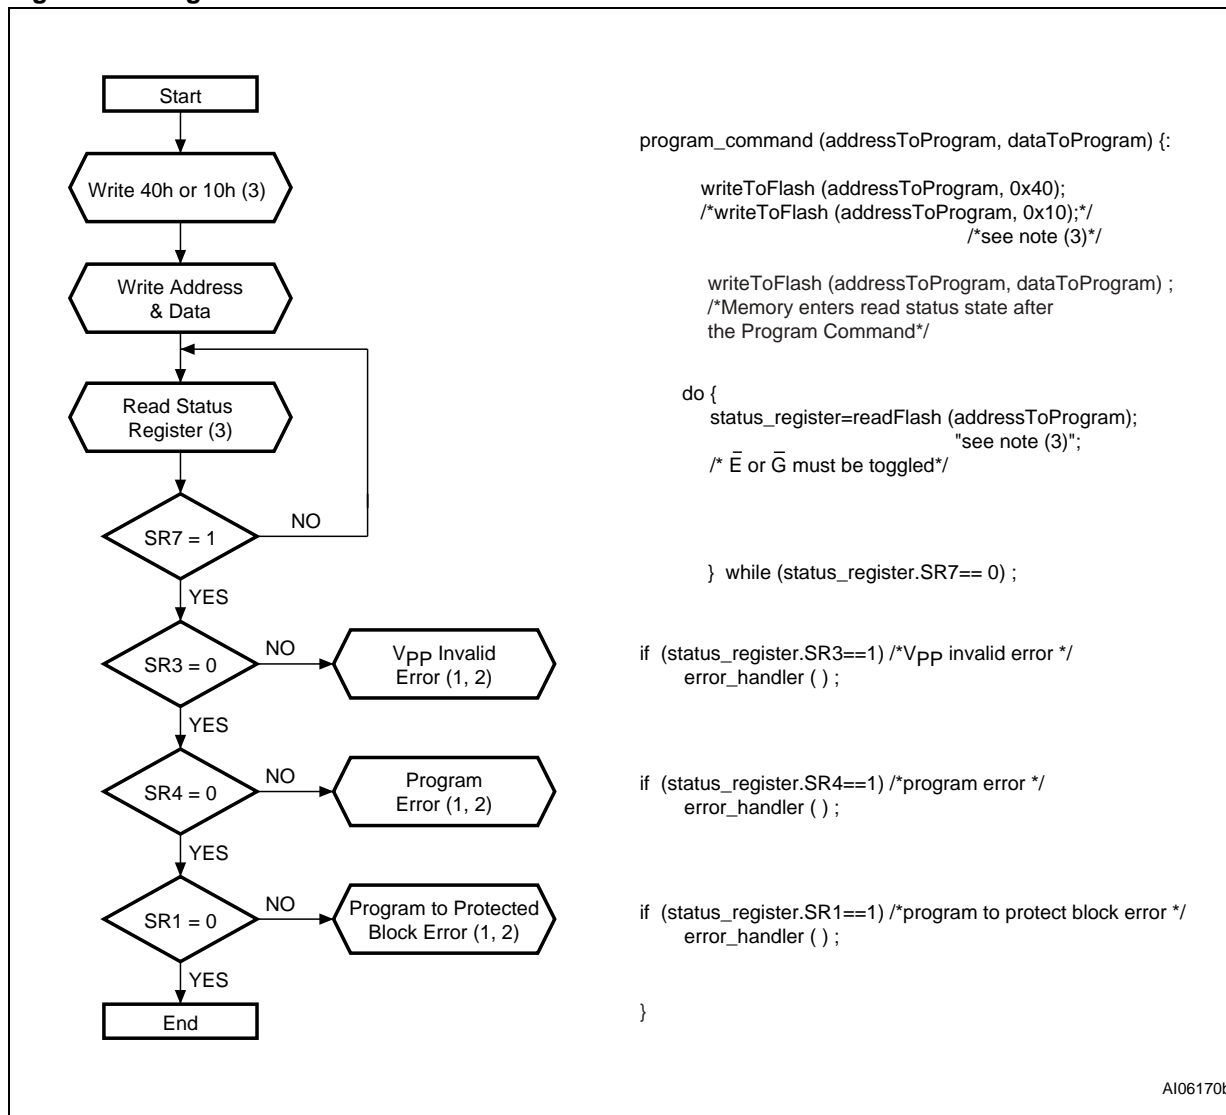 Start
Write 40h or 10h (3)
Write Address
& Data
Read Status
Register (3)
SR7 = 1
NO
YES
SR3 = 0
NO
VPP Invalid
Error (1, 2)
YES
SR4 = 0
NO
Program
Error (1, 2)
YES
SR1 = 0
NO
Program to Protected
Block Error (1, 2)
YES
End
program_command (addressToProgram, dataToProgram) {:
writeToFlash (addressToProgram, 0x40);
/*writeToFlash (addressToProgram, 0x10);*/
/*see note (3)*/
writeToFlash (addressToProgram, dataToProgram) ;
/*Memory enters read status state after
the Program Command*/
do {
status_register=readFlash (addressToProgram);
"see note (3)";
/* E̅ or G̅ must be toggled*/
} while (status_register.SR7== 0) ;
if (status_register.SR3==1) /*VPP invalid error */
error_handler ( ) ;
if (status_register.SR4==1) /*program error */
error_handler ( ) ;
if (status_register.SR1==1) /*program to protect block error */
error_handler ( ) ;
}
AI06170b